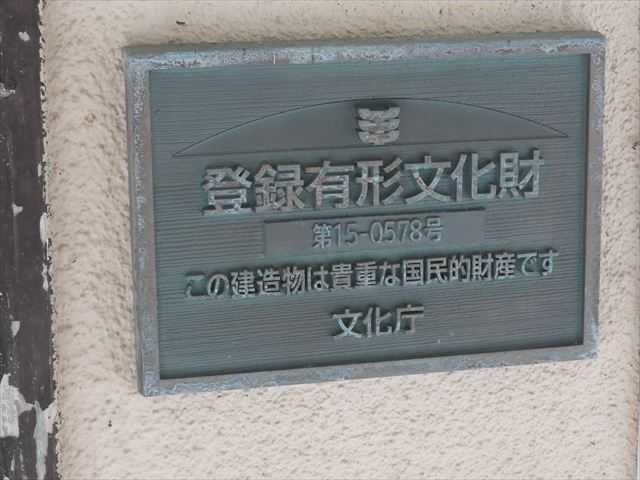 登録有形文化財
第15-0578号
この建造物は貴重な国民的財産です
文化庁